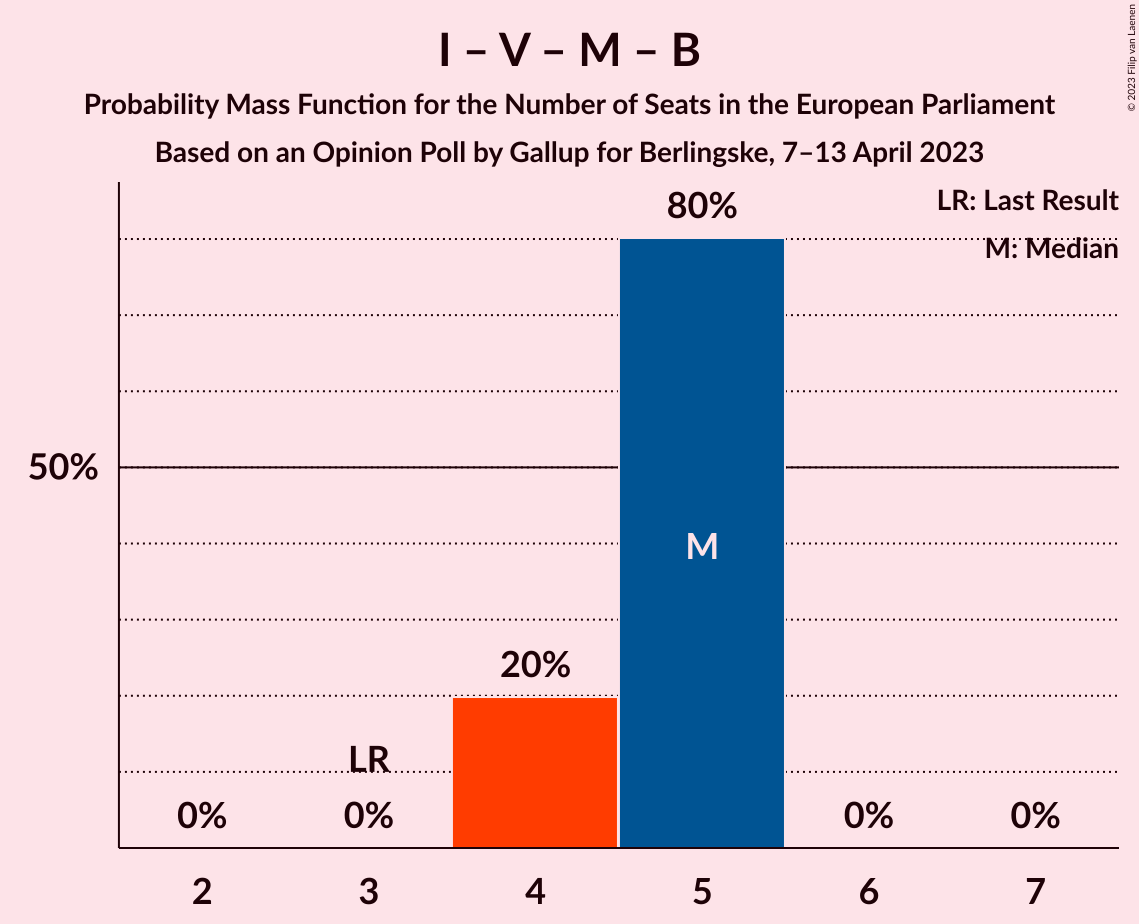 I – V – M – B
Probability Mass Function for the Number of Seats in the European Parliament
Based on an Opinion Poll by Gallup for Berlingske, 7–13 April 2023
© 2023 Filip van Laenen
LR: Last Result
M: Median
80%
50%
M
20%
LR
0%
0%
0%
0%
2
3
4
5
6
7